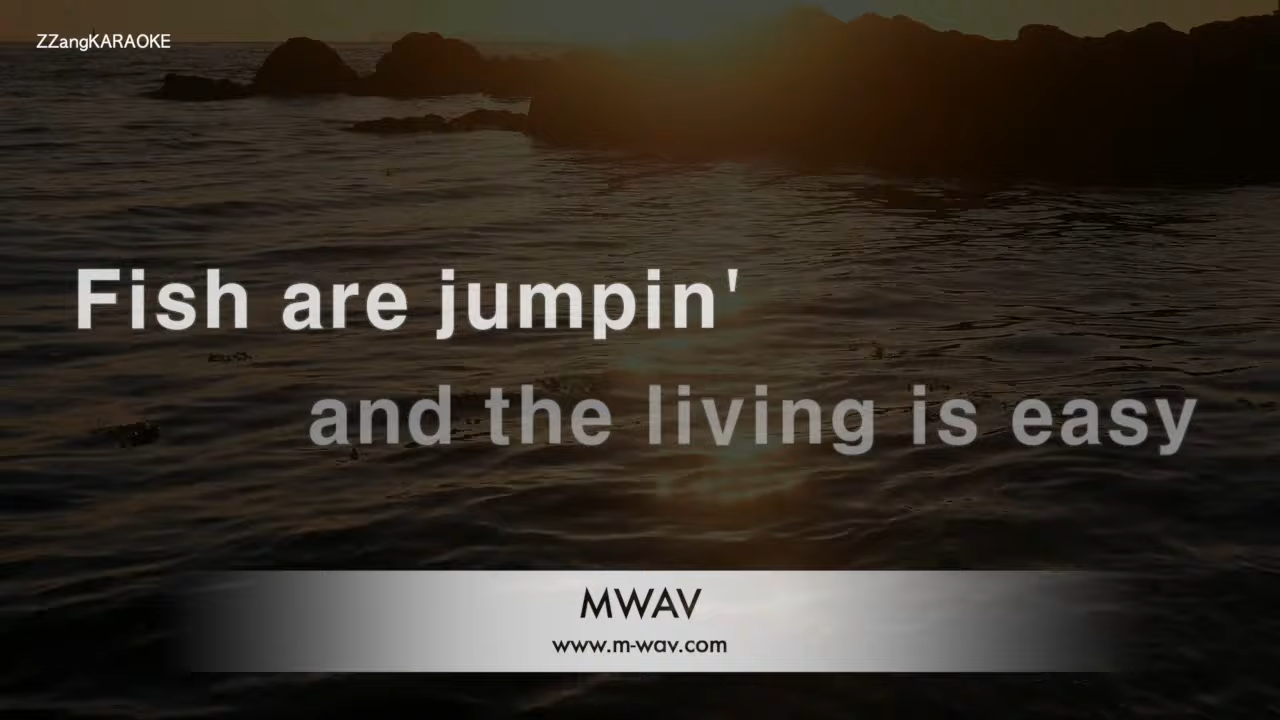 ZZangKARAOKE
Fish are jumpin'
and the living is easy
MWAV
www.m-wav.com